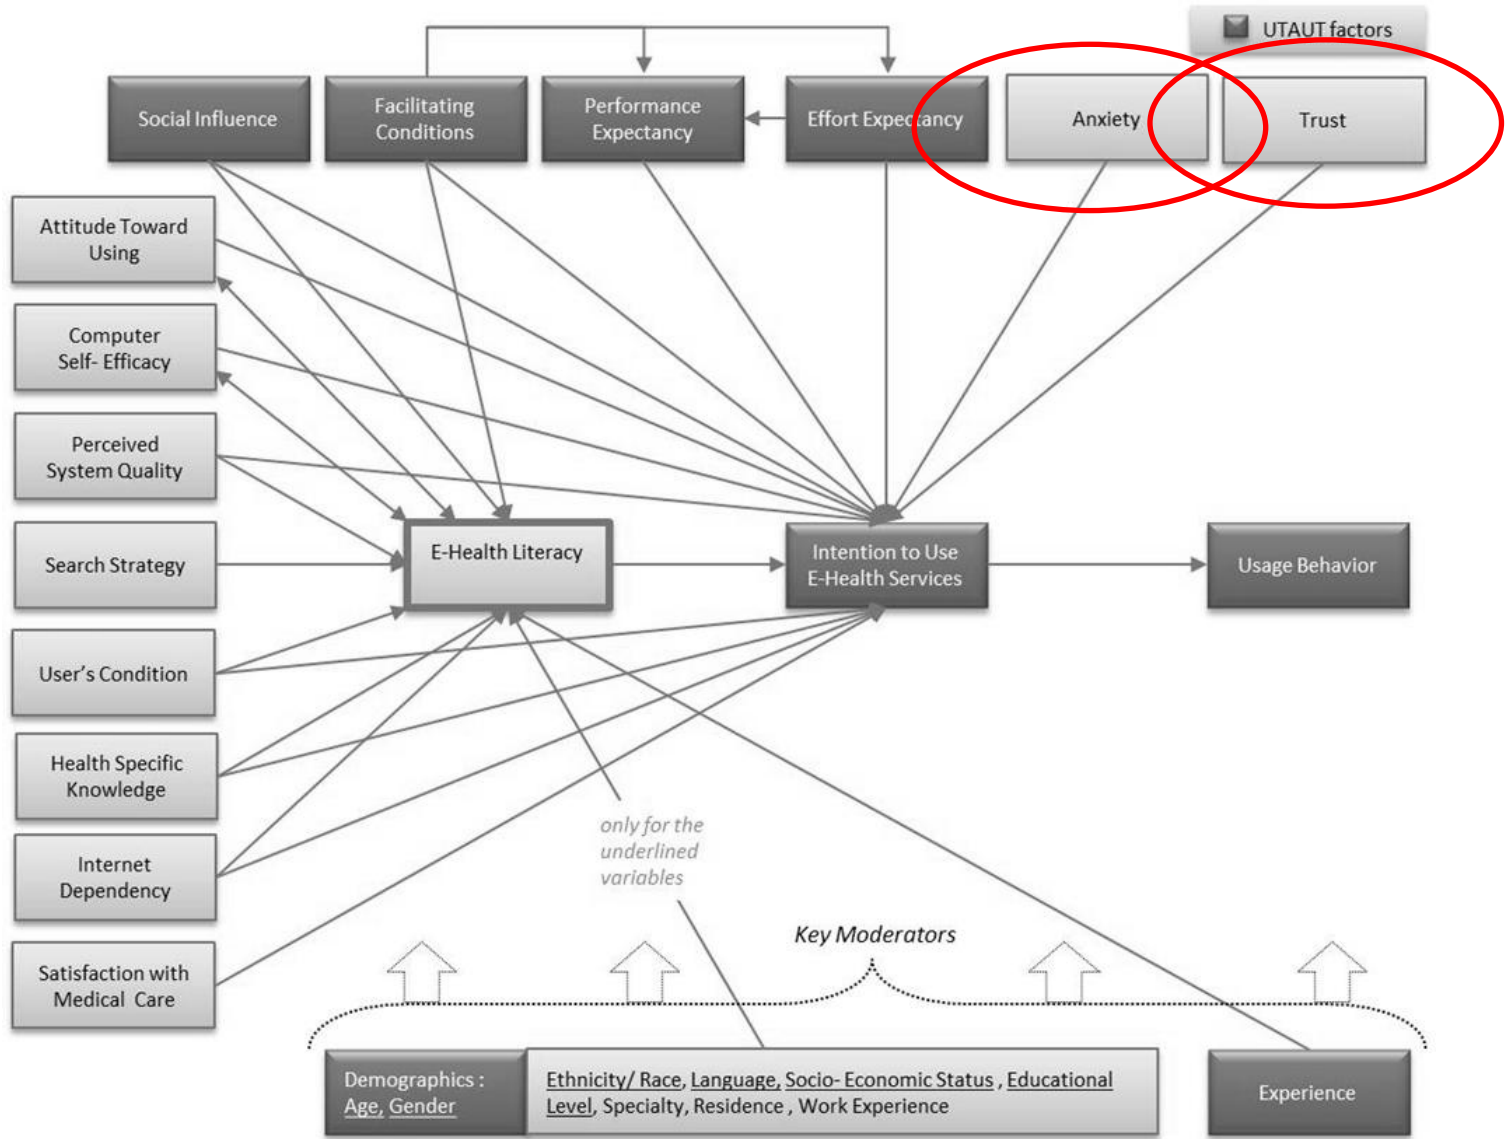 UTAUT factors
Social Influence
Facilitating
Conditions
Performance
Expectancy
Effort Expectancy
Anxiety
Trust
Attitude Toward
Using
Computer
Self- Efficacy
Perceived
System Quality
Search Strategy
User’s Condition
Health Specific
Knowledge
Internet
Dependency
Satisfaction with
Medical Care
E-Health Literacy
Intention to Use
E-Health Services
Usage Behavior
only for the
underlined
variables
Key Moderators
Demographics :
Age, Gender
Ethnicity/ Race, Language, Socio- Economic Status , Educational
Level, Specialty, Residence , Work Experience
Experience